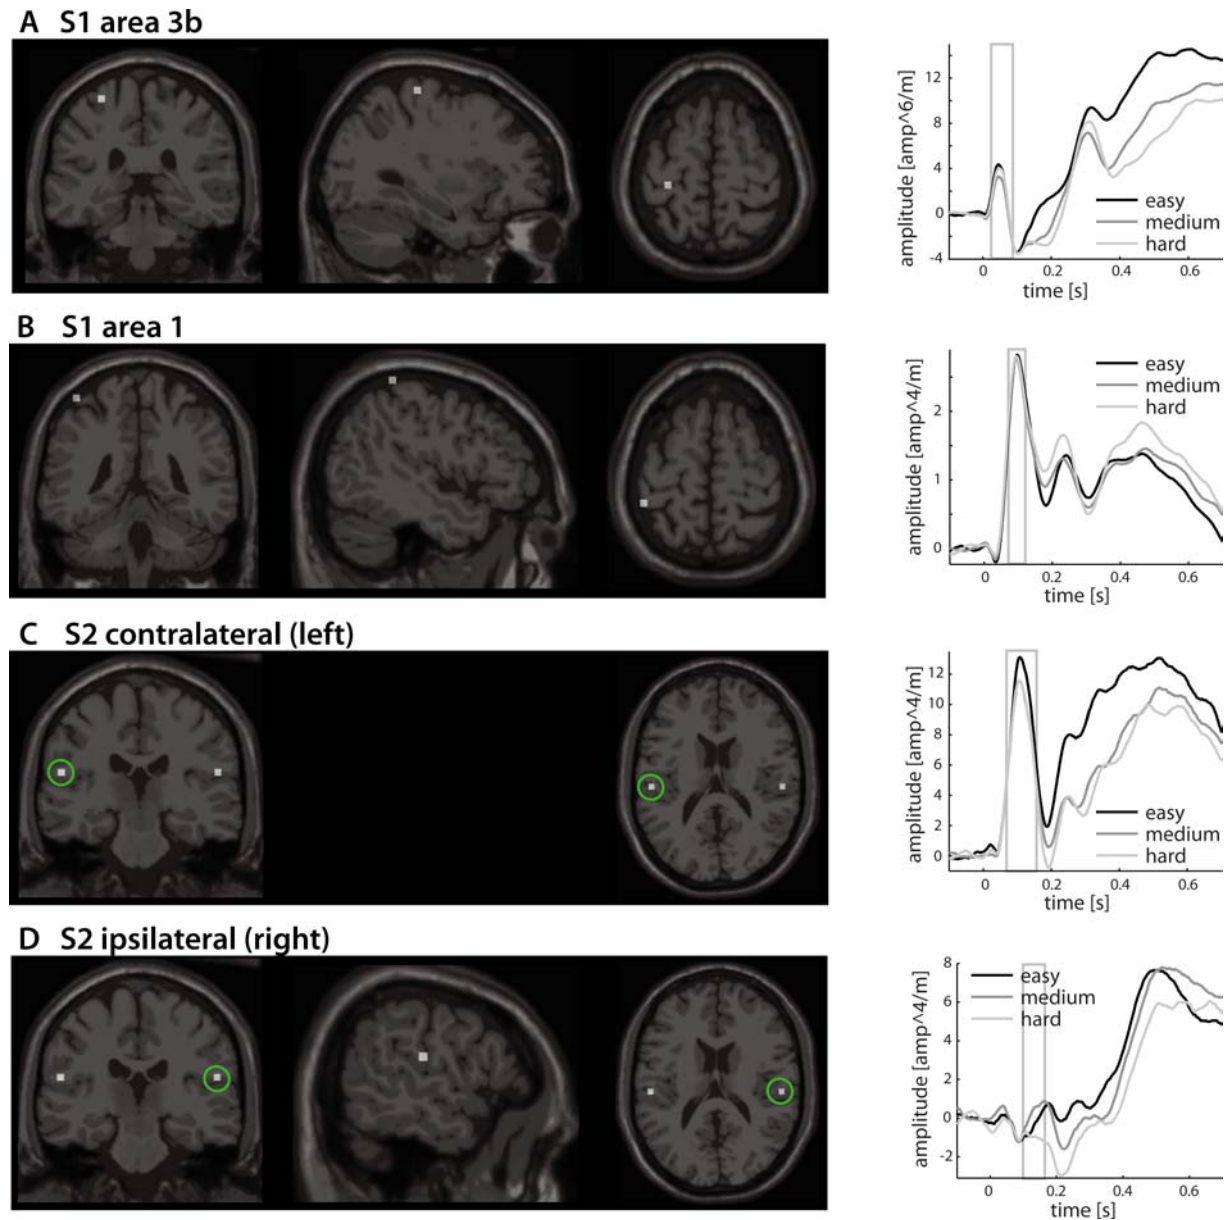 A S1 area 3b
amplitude [amp^6/m]
12
8
4
0
-4
easy
medium
hard
0 0.2 0.4 0.6
time [s]
B S1 area 1
amplitude [amp^4/m]
2
1
0
easy
medium
hard
0 0.2 0.4 0.6
time [s]
C S2 contralateral (left)
amplitude [amp^4/m]
12
10
8
6
4
2
0
easy
medium
hard
0 0.2 0.4 0.6
time [s]
D S2 ipsilateral (right)
amplitude [amp^4/m]
8
6
4
2
0
-2
easy
medium
hard
0 0.2 0.4 0.6
time [s]